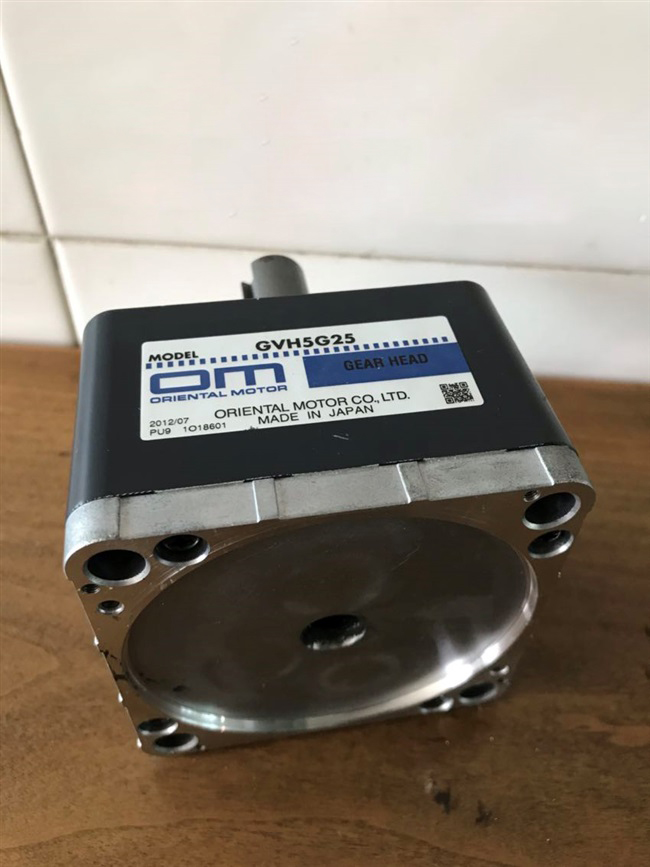 MODEL GVH5G25
OM
ORIENTAL MOTOR
GEAR HEAD
ORIENTAL MOTOR CO., LTD.
MADE IN JAPAN
2012/07
PU9 1O18601